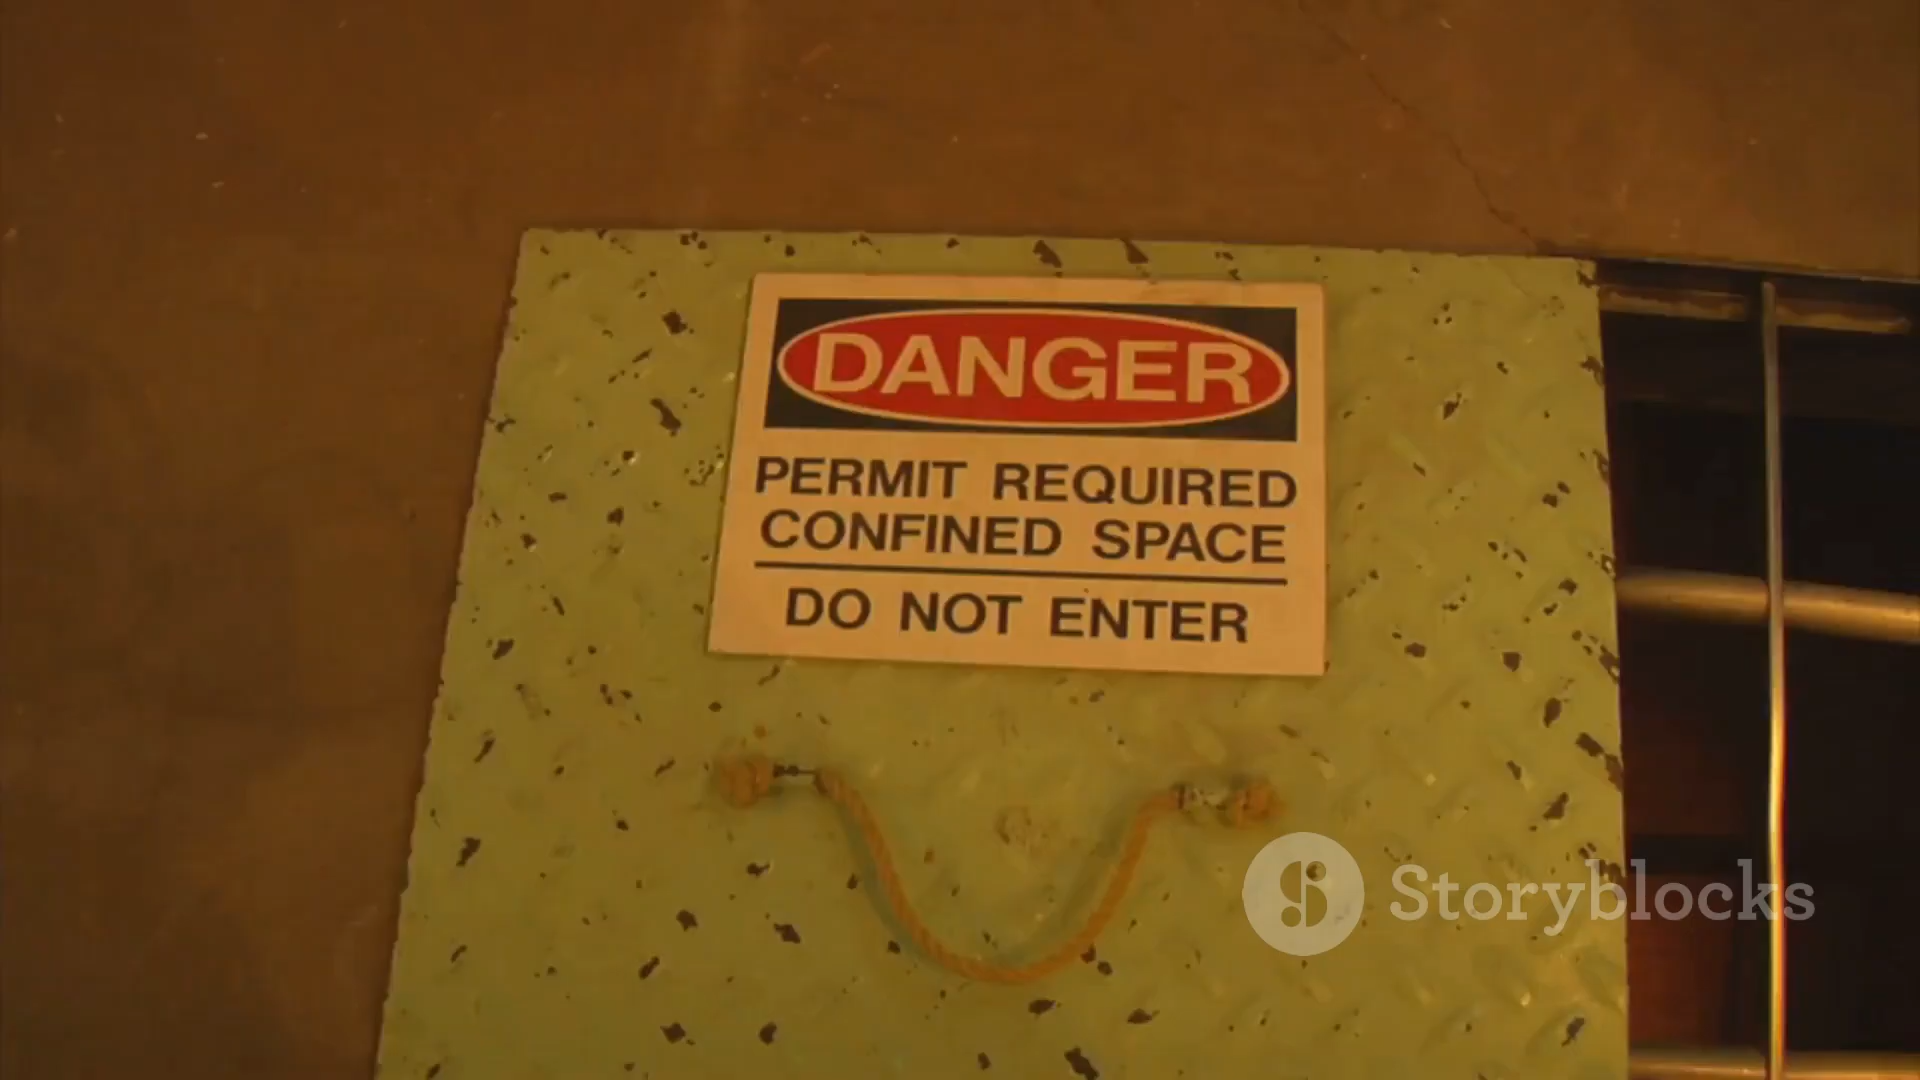 DANGER
PERMIT REQUIRED
CONFINED SPACE
DO NOT ENTER
Storyblocks